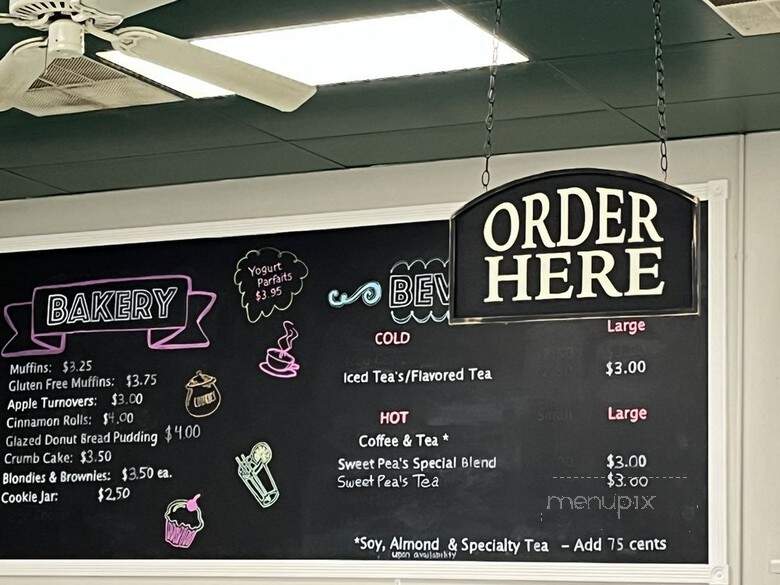 ORDER
HERE
BAKERY
Muffins: $3.25
Gluten Free Muffins: $3.75
Apple Turnovers: $3.00
Cinnamon Rolls: $4.00
Glazed Donut Bread Pudding $4.00
Crumb Cake: $3.50
Blondies & Brownies: $3.50 ea.
Cookie Jar: $2.50
Yogurt
Parfaits
$3.95
BEV
COLD Large
Iced Tea's/Flavored Tea $3.00
HOT Small Large
Coffee & Tea *
Sweet Pea's Special Blend $3.00
Sweet Pea's Tea $3.00
*Soy, Almond & Specialty Tea - Add 75 cents
upon availability
menupix